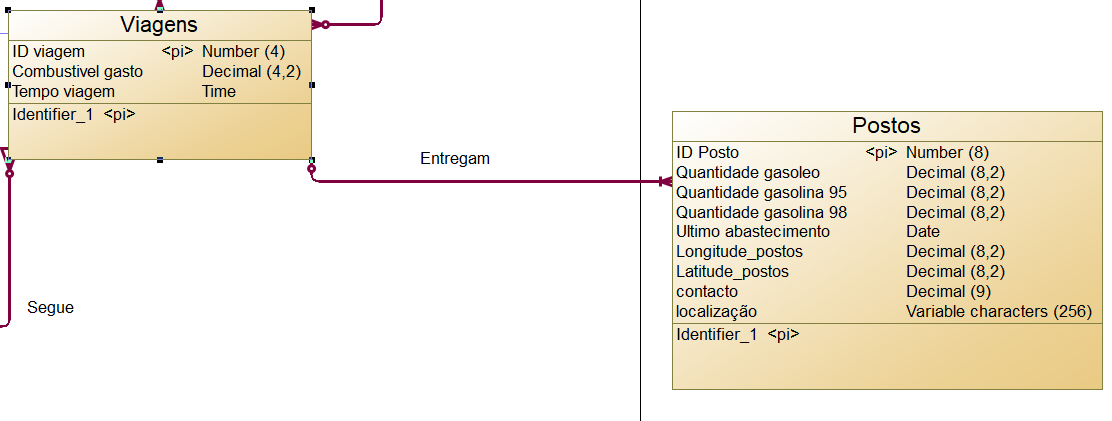 Viagens
ID viagem <pi> Number (4)
Combustivel gasto Decimal (4,2)
Tempo viagem Time
Identifier_1 <pi>
Entregam
Segue
Postos
ID Posto <pi> Number (8)
Quantidade gasoleo Decimal (8,2)
Quantidade gasolina 95 Decimal (8,2)
Quantidade gasolina 98 Decimal (8,2)
Ultimo abastecimento Date
Longitude_postos Decimal (8,2)
Latitude_postos Decimal (8,2)
contacto Decimal (9)
localização Variable characters (256)
Identifier_1 <pi>